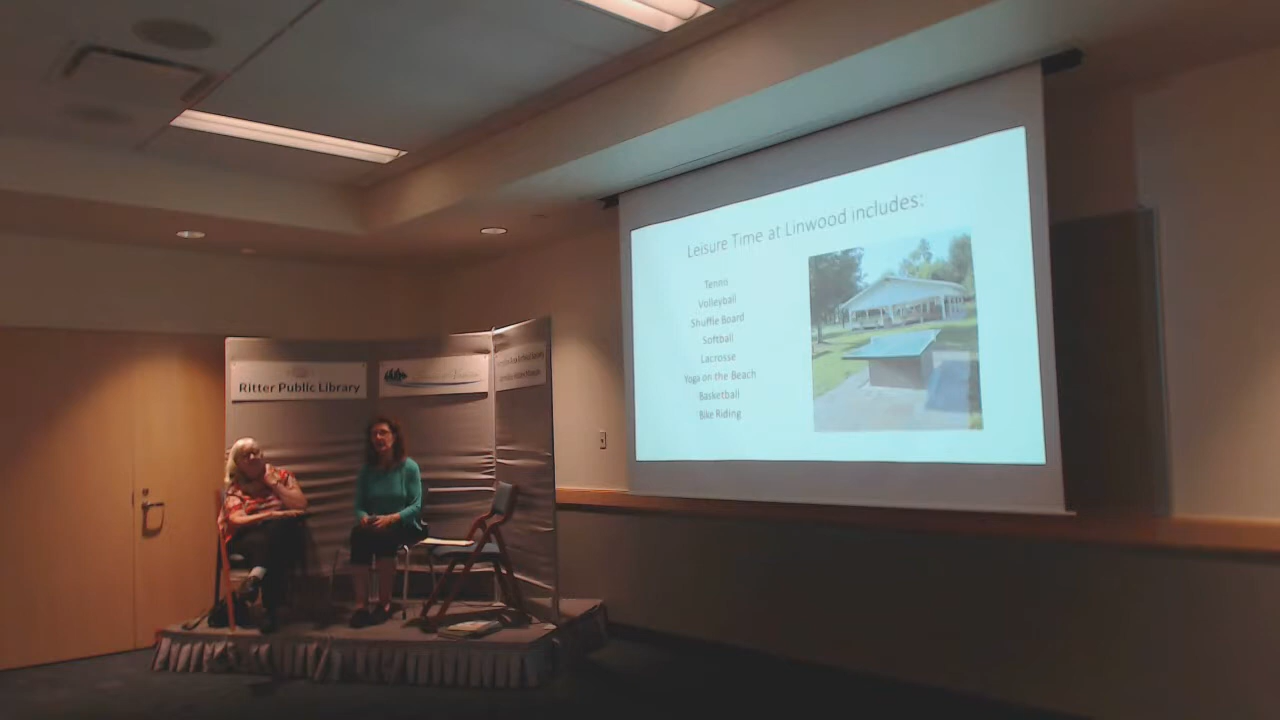 Leisure Time at Linwood includes:
Tennis
Volleyball
Shuffle Board
Softball
Lacrosse
Yoga on the Beach
Basketball
Bike Riding
Ritter Public Library